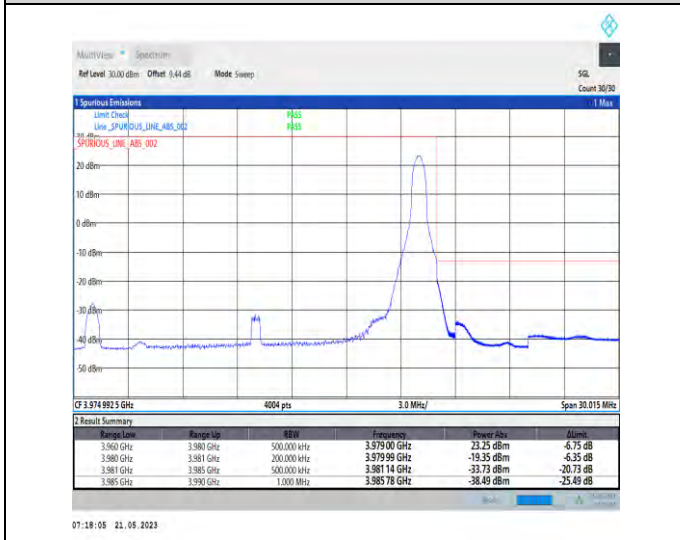 MultiView Spectrum
Ref Level 30.00 dBm Offset 9.44 dB Mode Sweep SGL
Count 30/30
1 Spurious Emissions 1 Max
Limit Check PASS
Line _SPURIOUS_LINE_ABS_002 PASS
SPURIOUS_LINE_ABS_002
20 dBm
10 dBm
0 dBm
-10 dBm
-20 dBm
-30 dBm
-40 dBm
-50 dBm
CF 3.974 992 5 GHz 4004 pts 3.0 MHz/ Span 30.015 MHz
2 Result Summary
Range Low Range Up RBW Frequency Power Abs ΔLimit
3.960 GHz 3.980 GHz 500.000 kHz 3.979 00 GHz 23.25 dBm -6.75 dB
3.980 GHz 3.981 GHz 200.000 kHz 3.979 99 GHz -19.35 dBm -6.35 dB
3.981 GHz 3.985 GHz 500.000 kHz 3.981 14 GHz -33.73 dBm -20.73 dB
3.985 GHz 3.990 GHz 1.000 MHz 3.985 78 GHz -38.49 dBm -25.49 dB
07:18:05 21.05.2023